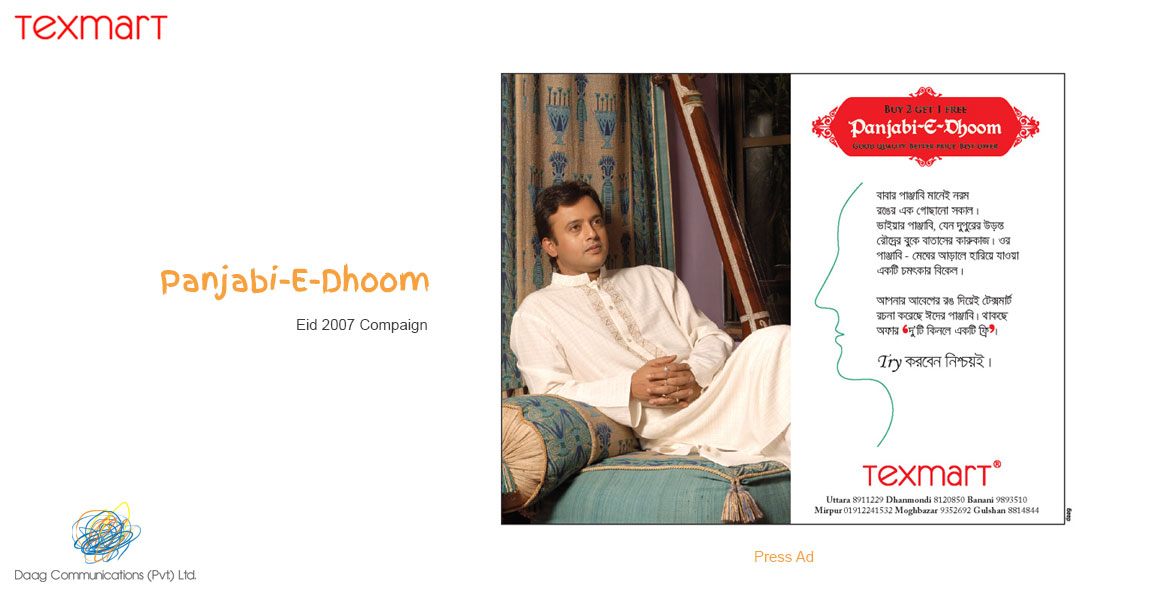 TEXMART
Panjabi-E-Dhoom
Eid 2007 Compaign
BUY 2 GET 1 FREE
Panjabi-E-Dhoom
GOOD QUALITY BETTER PRICE BEST OFFER
বাবার পাঞ্জাবি মানেই নরম
রঙের এক গোছানো সকাল।
ভাইয়ার পাঞ্জাবি, যেন দুপুরের উড়ন্ত
রৌদ্রের বুকে বাতাসের কারুকাজ। ওর
পাঞ্জাবি - মেঘের আড়ালে হারিয়ে যাওয়া
একটি চমৎকার বিকেল।
আপনার আবেগের রঙ দিয়েই টেক্সমার্ট
রচনা করেছে ঈদের পাঞ্জাবি। থাকছে
অফার ‘দু’টি কিনলে একটি ফ্রি’।
Try করবেন নিশ্চয়ই।
TEXMART®
Uttara 8911229 Dhanmondi 8120850 Banani 9893510
Mirpur 01912241532 Moghbazar 9352692 Gulshan 8814844
daag
Press Ad
Daag Communications (Pvt) Ltd.